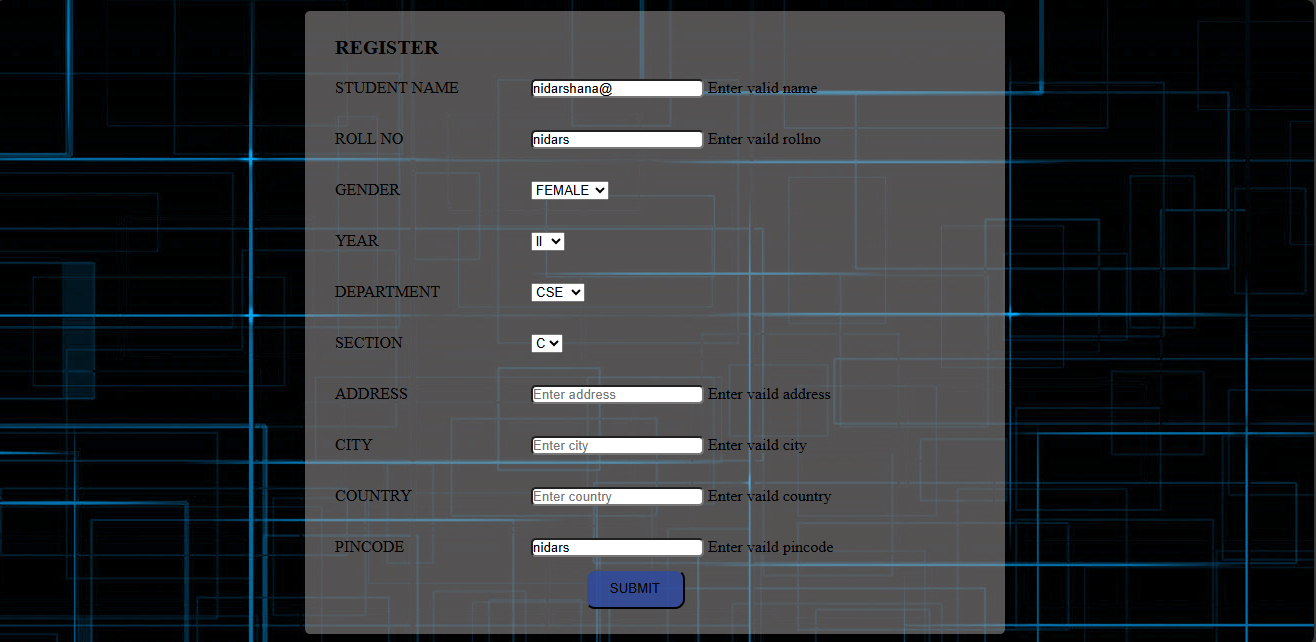 REGISTER
STUDENT NAME nidarshana@ Enter valid name
ROLL NO nidars Enter vaild rollno
GENDER FEMALE
YEAR II
DEPARTMENT CSE
SECTION C
ADDRESS Enter address Enter vaild address
CITY Enter city Enter vaild city
COUNTRY Enter country Enter vaild country
PINCODE nidars Enter vaild pincode
SUBMIT